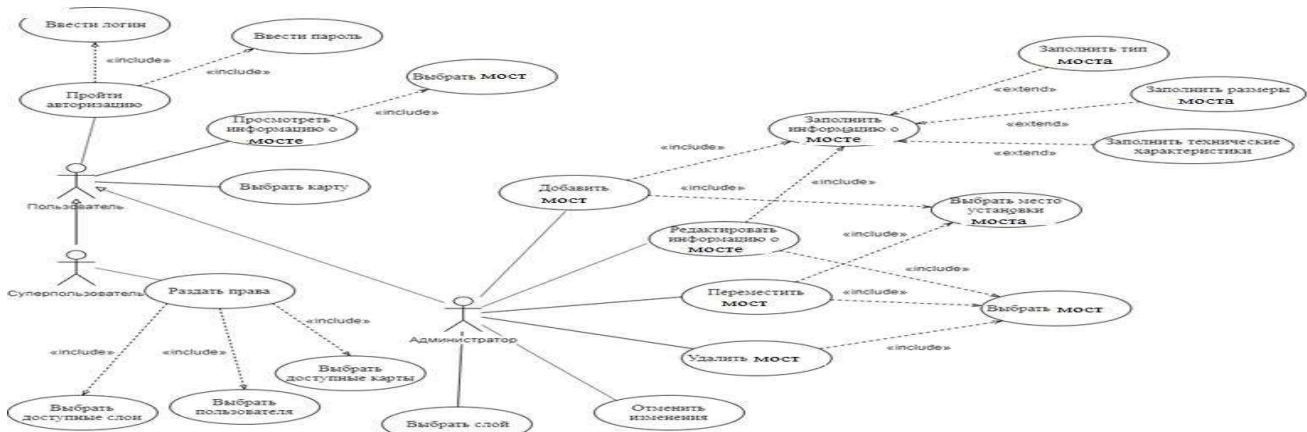 Ввести логин
Ввести пароль
«include»
«include»
Пройти
авторизацию
Выбрать мост
«include»
Просмотреть
информацию о
мосте
Выбрать карту
Пользователь
Суперпользователь
Раздать права
«include»
«include»
«include»
Выбрать
доступные слои
Выбрать
пользователя
Выбрать
доступные карты
Заполнить тип
моста
«extend»
Заполнить размеры
моста
«extend»
Заполнить технические
характеристики
«extend»
Заполнить
информацию о
мосте
«include»
«include»
Добавить
мост
«include»
Выбрать место
установки
моста
Редактировать
информацию о
мосте
«include»
«include»
Переместить
мост
«include»
Выбрать мост
Администратор
Удалить мост
«include»
Отменить
изменения
Выбрать слой